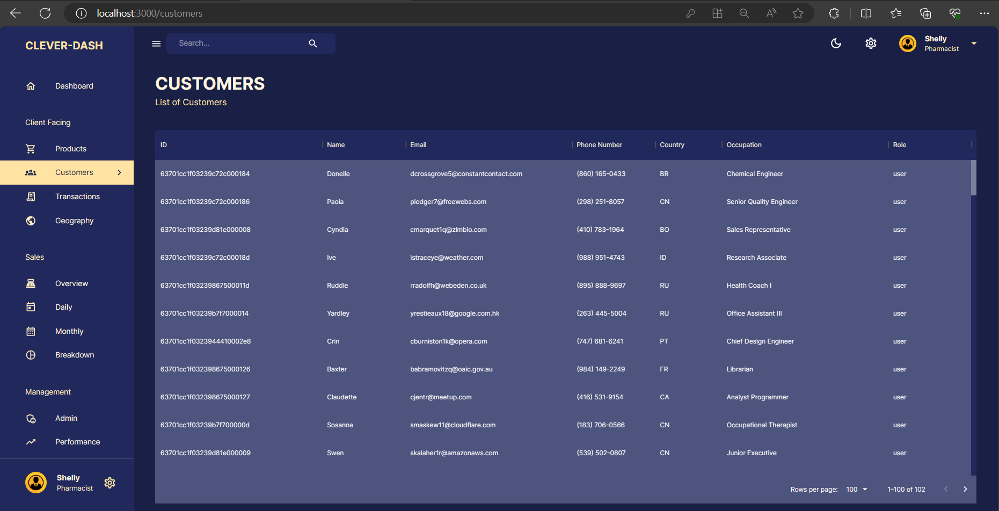 localhost:3000/customers
CLEVER-DASH
Search...
Shelly
Pharmacist
Dashboard
Client Facing
Products
Customers
Transactions
Geography
Sales
Overview
Daily
Monthly
Breakdown
Management
Admin
Performance
Shelly
Pharmacist
CUSTOMERS
List of Customers
ID Name Email Phone Number Country Occupation Role
63701cc1f03239c72c000184 Donelle dcrossgrove5@constantcontact.com (860) 165-0433 BR Chemical Engineer user
63701cc1f03239c72c000186 Paola pledger7@freewebs.com (298) 251-8057 CN Senior Quality Engineer user
63701cc1f03239d81e000008 Cyndia cmarquet1q@zimbio.com (410) 783-1964 BO Sales Representative user
63701cc1f03239c72c00018d Ive istraceye@weather.com (988) 951-4743 ID Research Associate user
63701cc1f03239867500011d Ruddie rradolfh@webeden.co.uk (895) 888-9697 RU Health Coach I user
63701cc1f03239b7f7000014 Yardley yrestieaux18@google.com.hk (263) 445-5004 RU Office Assistant III user
63701cc1f0323944410002e8 Crin cburniston1k@opera.com (747) 681-6241 PT Chief Design Engineer user
63701cc1f032398675000126 Baxter babramovitzq@oaic.gov.au (984) 149-2249 FR Librarian user
63701cc1f032398675000127 Claudette cjentr@meetup.com (416) 531-9154 CA Analyst Programmer user
63701cc1f03239b7f700000d Sosanna smaskew11@cloudflare.com (183) 706-0566 CN Occupational Therapist user
63701cc1f03239d81e000009 Swen skalaher1r@amazonaws.com (539) 502-0807 CN Junior Executive user
Rows per page: 100 1–100 of 102